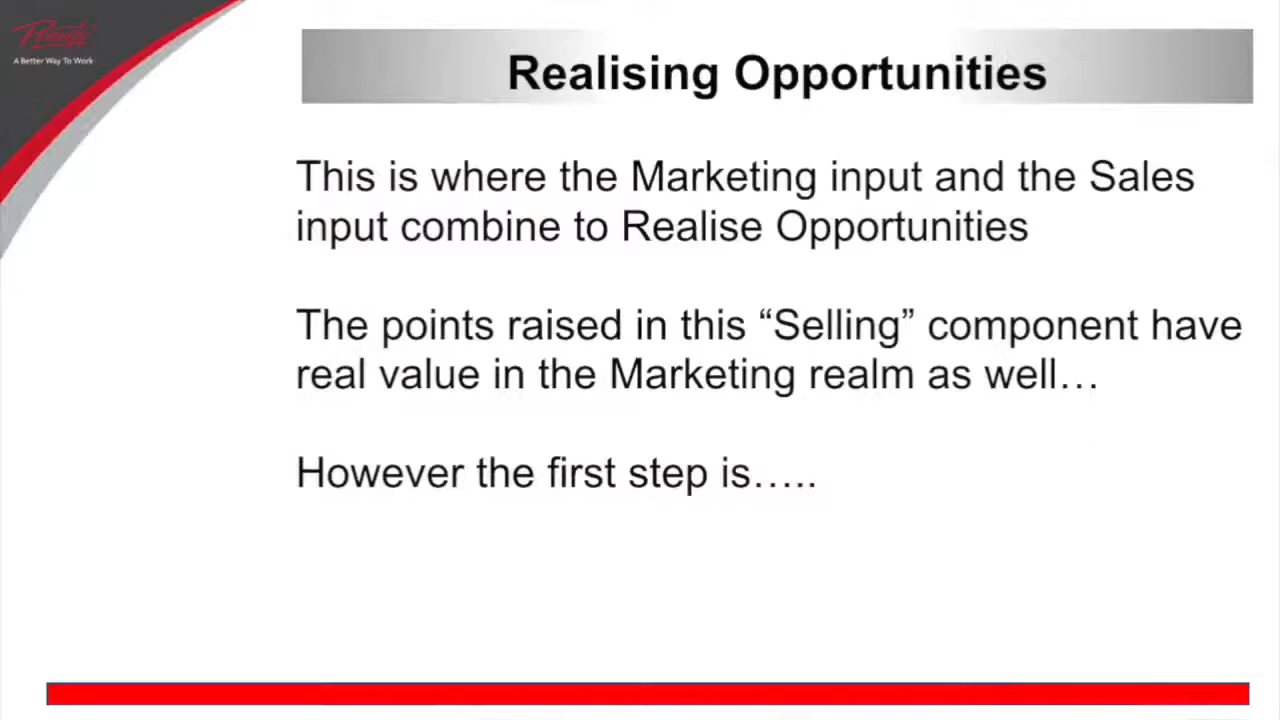 A Better Way To Work
Realising Opportunities
This is where the Marketing input and the Sales
input combine to Realise Opportunities
The points raised in this “Selling” component have
real value in the Marketing realm as well…
However the first step is…..